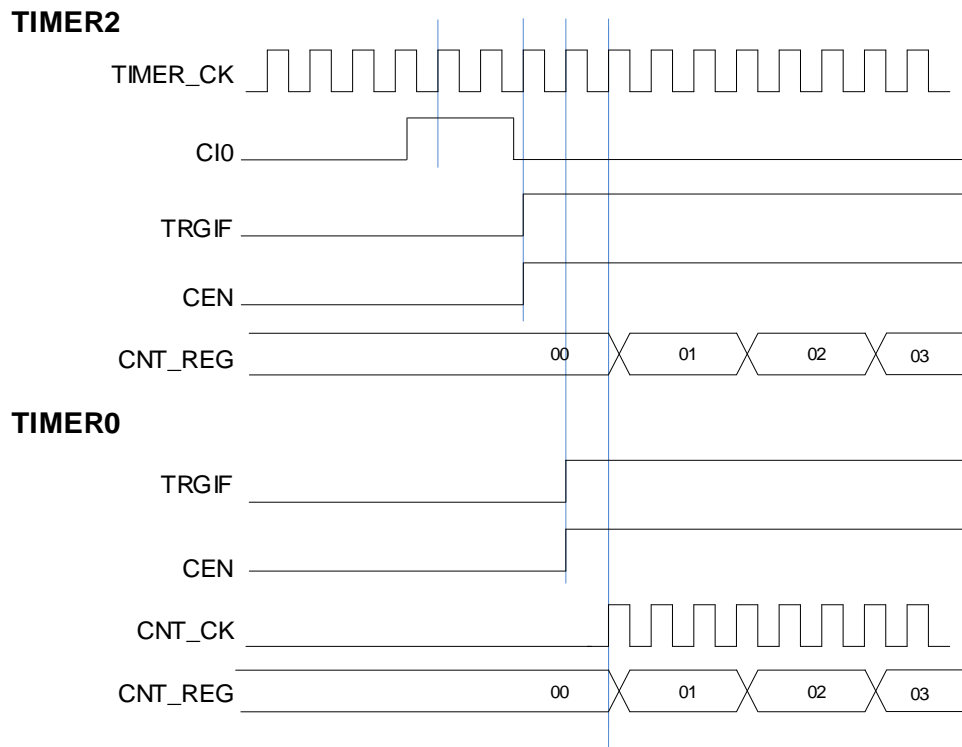 TIMER2
TIMER_CK
CI0
TRGIF
CEN
CNT_REG 00 01 02 03
TIMER0
TRGIF
CEN
CNT_CK
CNT_REG 00 01 02 03